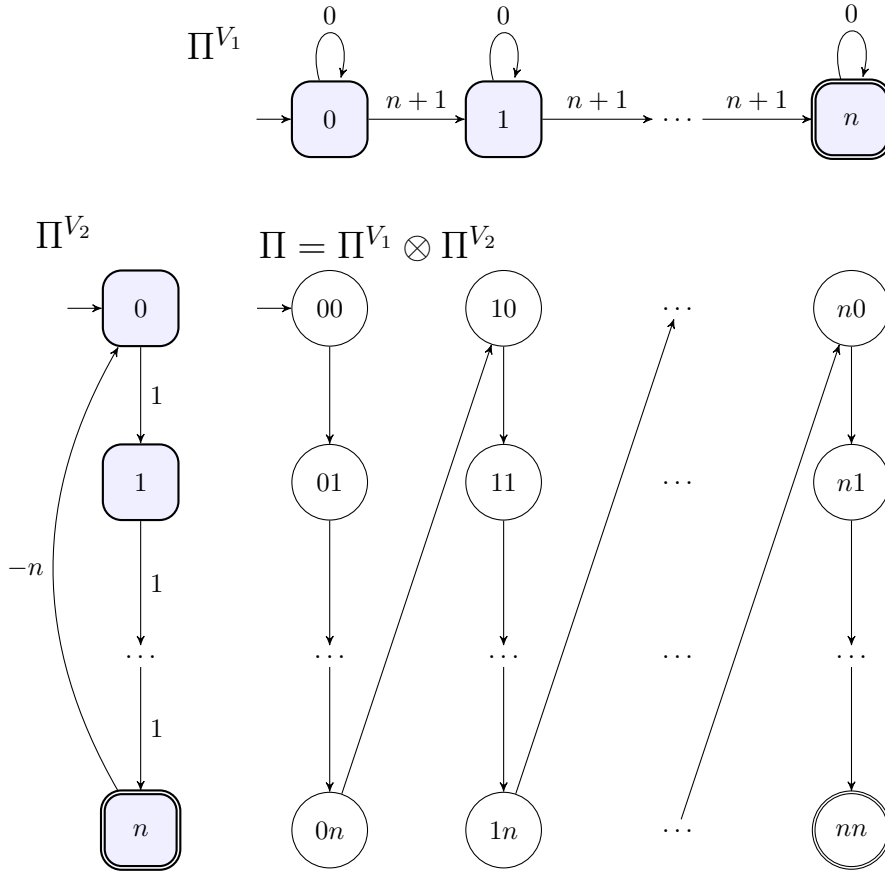 0 0 0
Π^{V_1}
n + 1 n + 1 n + 1
0 1 ··· n
Π^{V_2}
Π = Π^{V_1} ⊗ Π^{V_2}
0 00 10 ··· n0
1
1 01 11 ··· n1
−n 1
··· ··· ··· ··· ···
1
n 0n 1n ··· nn